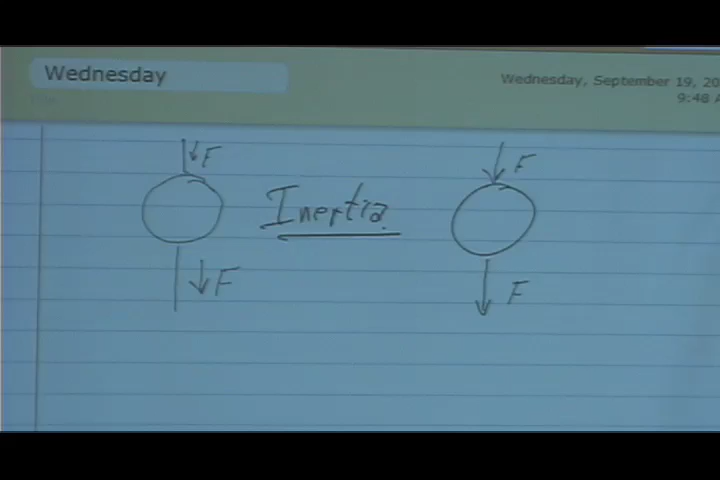 Wednesday
Wednesday, September 19, 20
9:48 A
F
F
Inertia
F
F